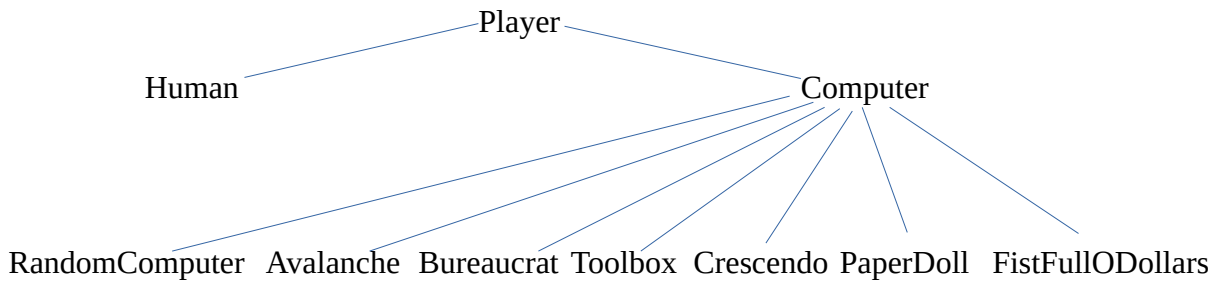 Player
Human Computer
RandomComputer Avalanche Bureaucrat Toolbox Crescendo PaperDoll FistFullODollars